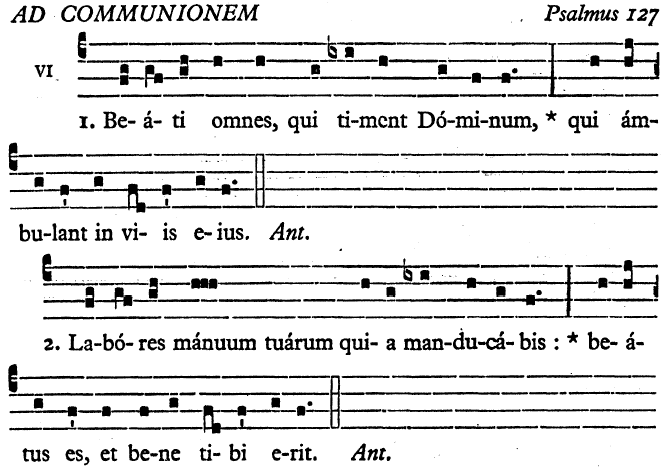 AD COMMUNIONEM Psalmus 127
VI
1. Be- á- ti omnes, qui ti-ment Dó-mi-num, * qui ám-
bu-lant in vi- is e- ius. Ant.
2. La-bó- res mánuum tuárum qui- a man-du-cá- bis : * be- á-
tus es, et be-ne ti- bi e-rit. Ant.